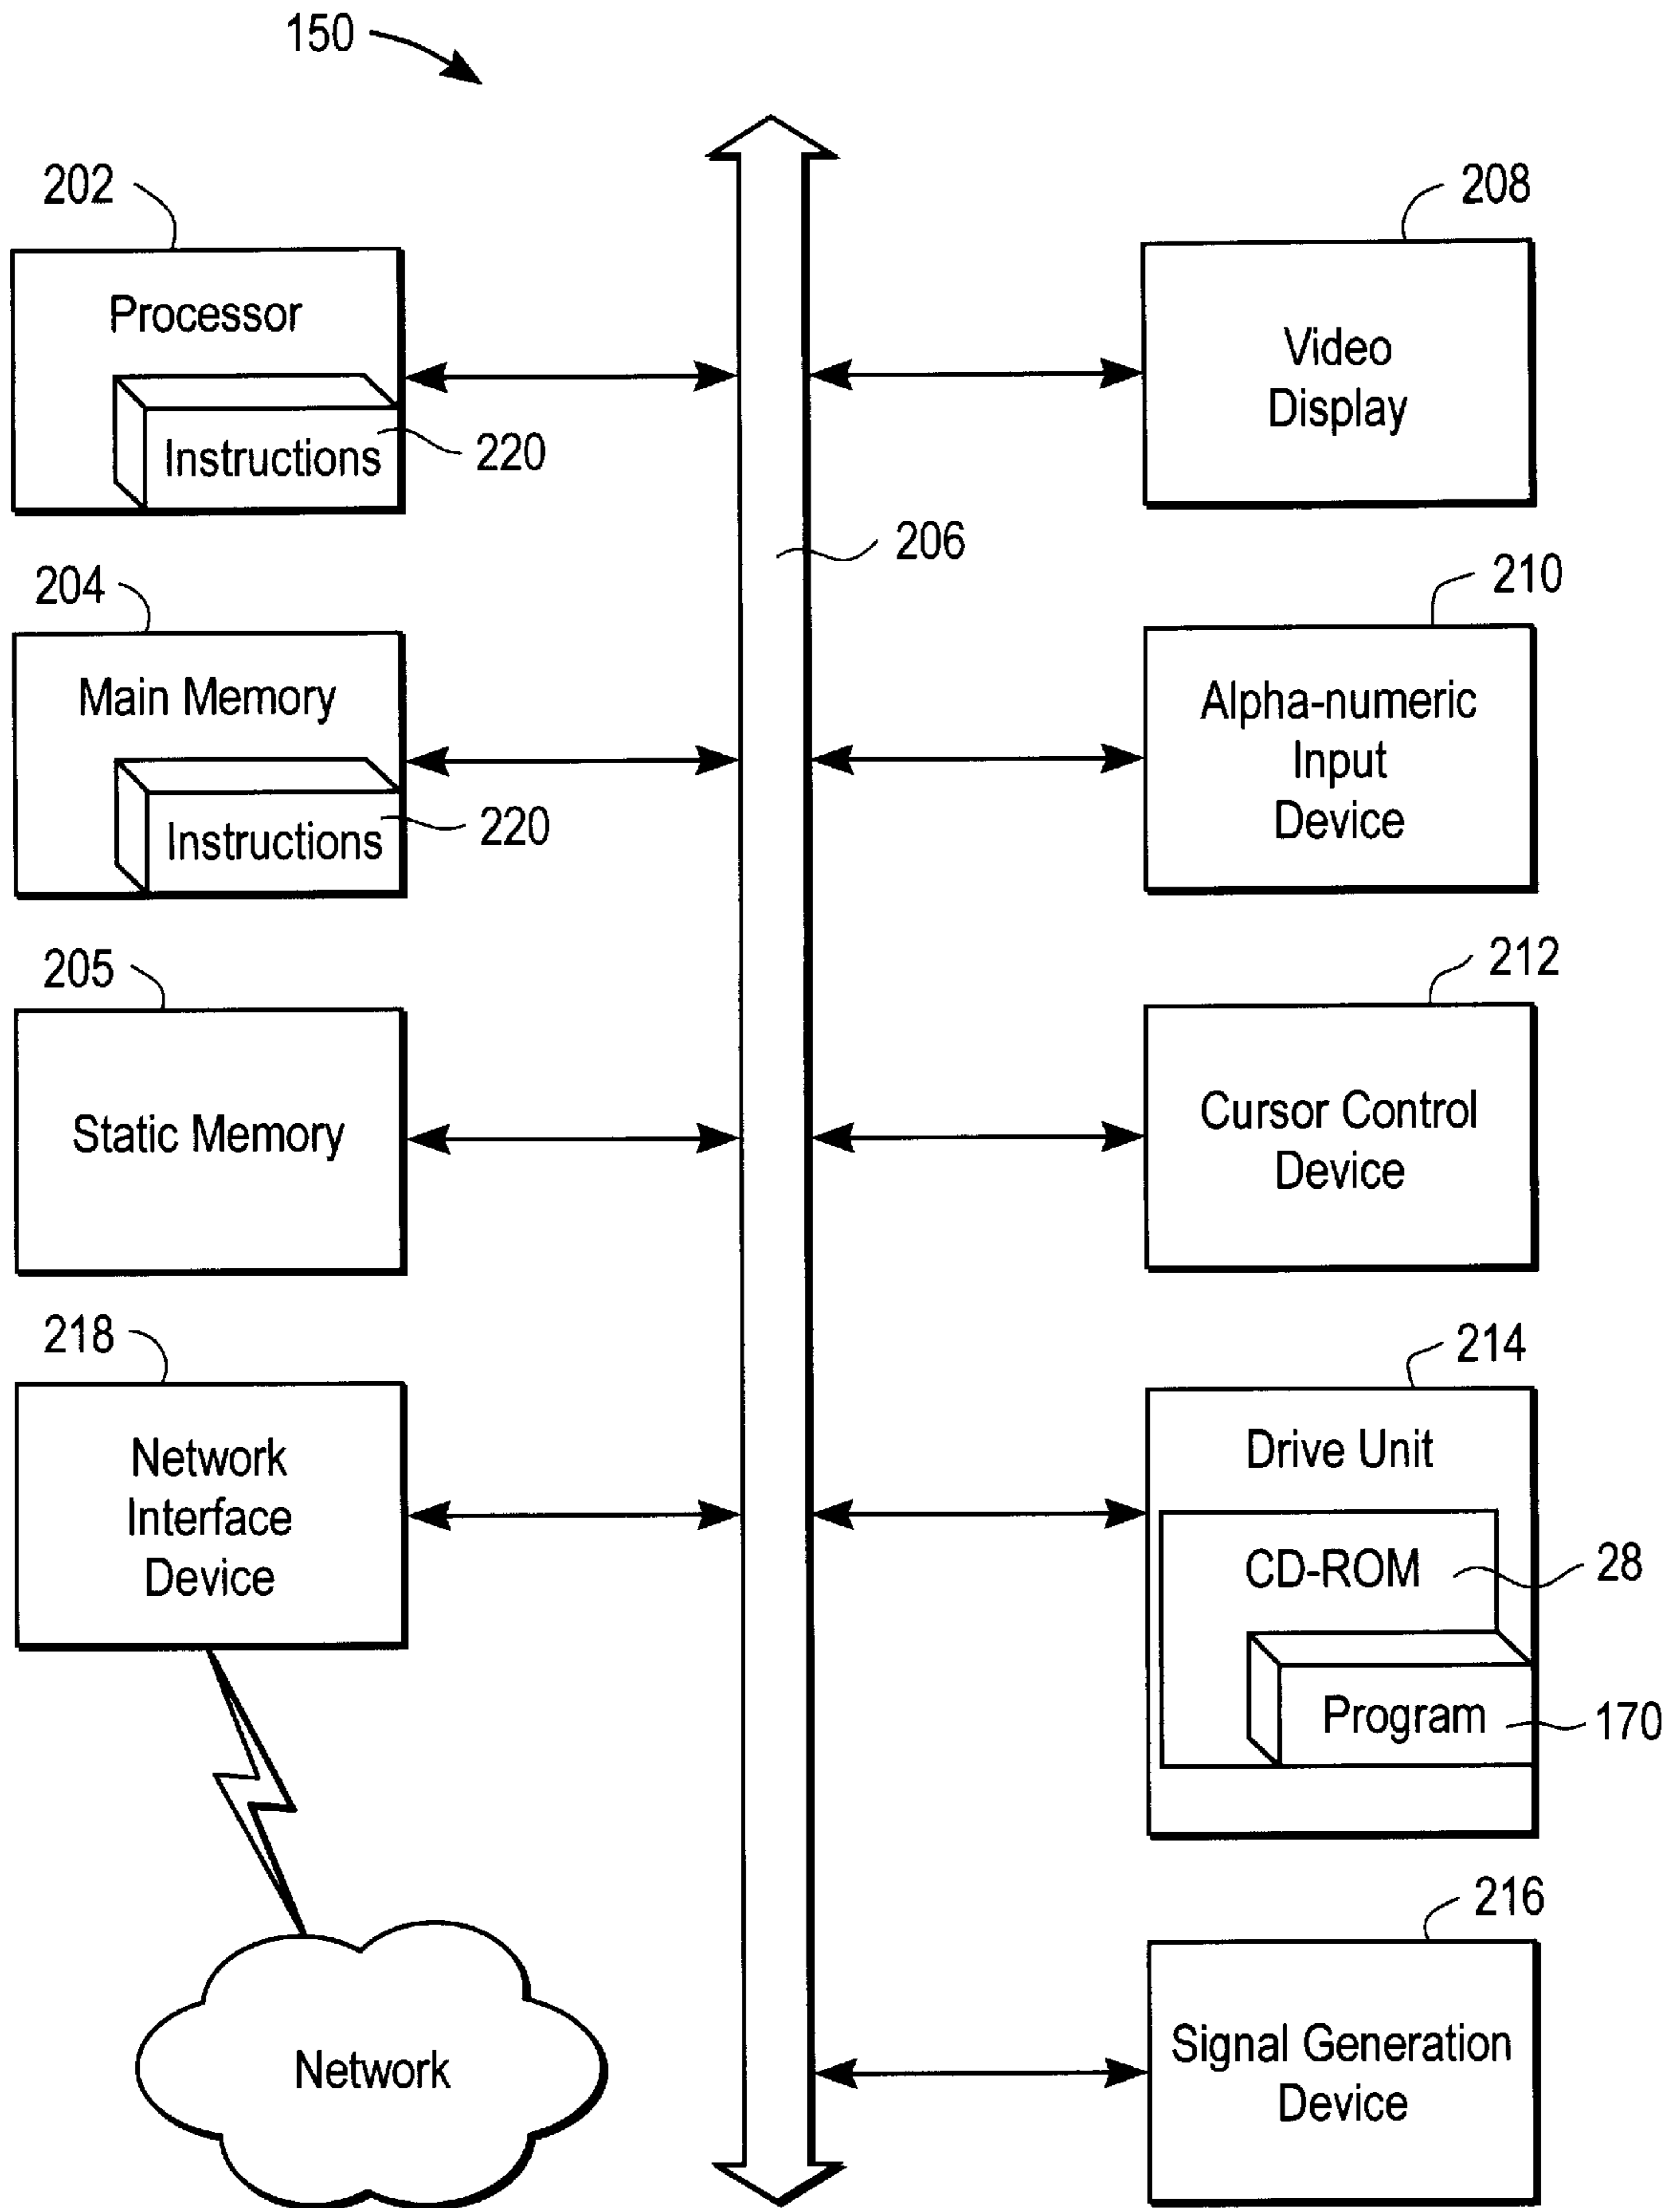 150
202
Processor
Instructions
220
204
Main Memory
Instructions
220
205
Static Memory
218
Network
Interface
Device
Network
206
208
Video
Display
210
Alpha-numeric
Input
Device
212
Cursor Control
Device
214
Drive Unit
CD-ROM
28
Program
170
216
Signal Generation
Device